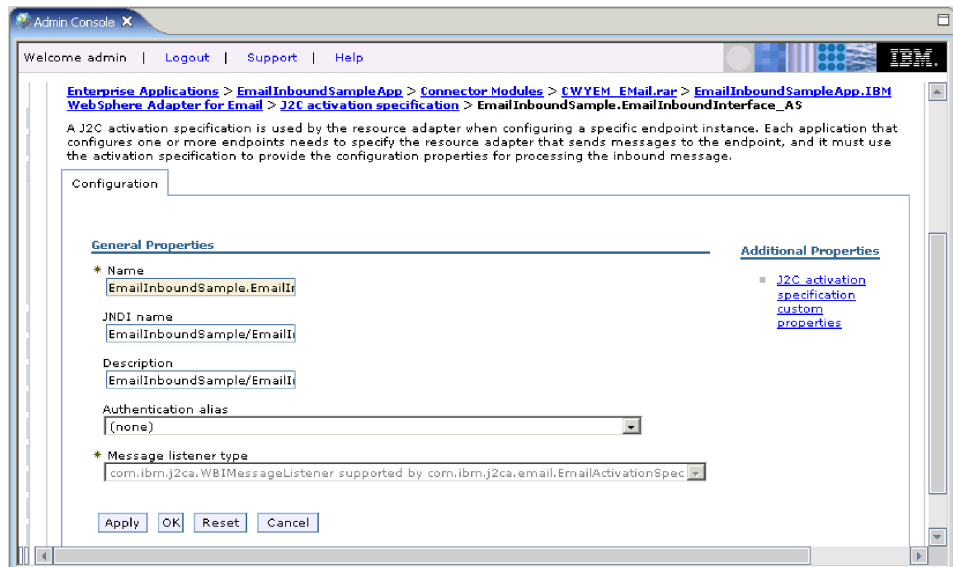 Admin Console
Welcome admin | Logout | Support | Help
IBM.
Enterprise Applications > EmailInboundSampleApp > Connector Modules > CWYEM_EMail.rar > EmailInboundSampleApp.IBM
WebSphere Adapter for Email > J2C activation specification > EmailInboundSample.EmailInboundInterface_AS
A J2C activation specification is used by the resource adapter when configuring a specific endpoint instance. Each application that
configures one or more endpoints needs to specify the resource adapter that sends messages to the endpoint, and it must use
the activation specification to provide the configuration properties for processing the inbound message.
Configuration
General Properties
* Name
EmailInboundSample.EmailIn
JNDI name
EmailInboundSample/EmailIn
Description
EmailInboundSample/EmailIn
Authentication alias
(none)
* Message listener type
com.ibm.j2ca.WBIMessageListener supported by com.ibm.j2ca.email.EmailActivationSpec
Apply OK Reset Cancel
Additional Properties
J2C activation
specification
custom
properties